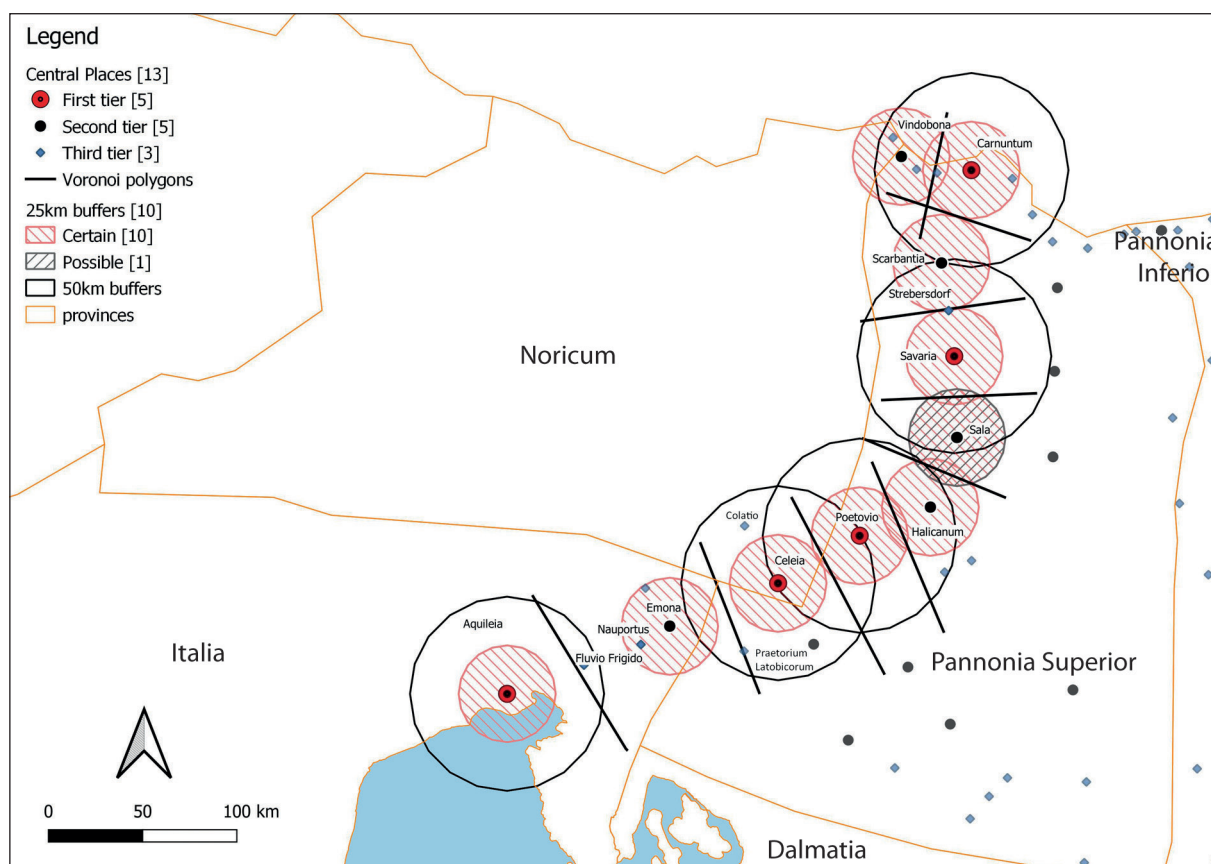 Legend
Central Places [13]
First tier [5]
Second tier [5]
Third tier [3]
Voronoi polygons
25km buffers [10]
Certain [10]
Possible [1]
50km buffers
provinces
Vindobona
Carnuntum
Pannonia
Inferio
Scarbantia
Strebersdorf
Noricum
Savaria
Sala
Colatio
Poetovio
Halicanum
Celeia
Emona
Aquileia
Nauportus
Fluvio Frigido
Praetorium
Latobicorum
Italia
Pannonia Superior
0 50 100 km
Dalmatia